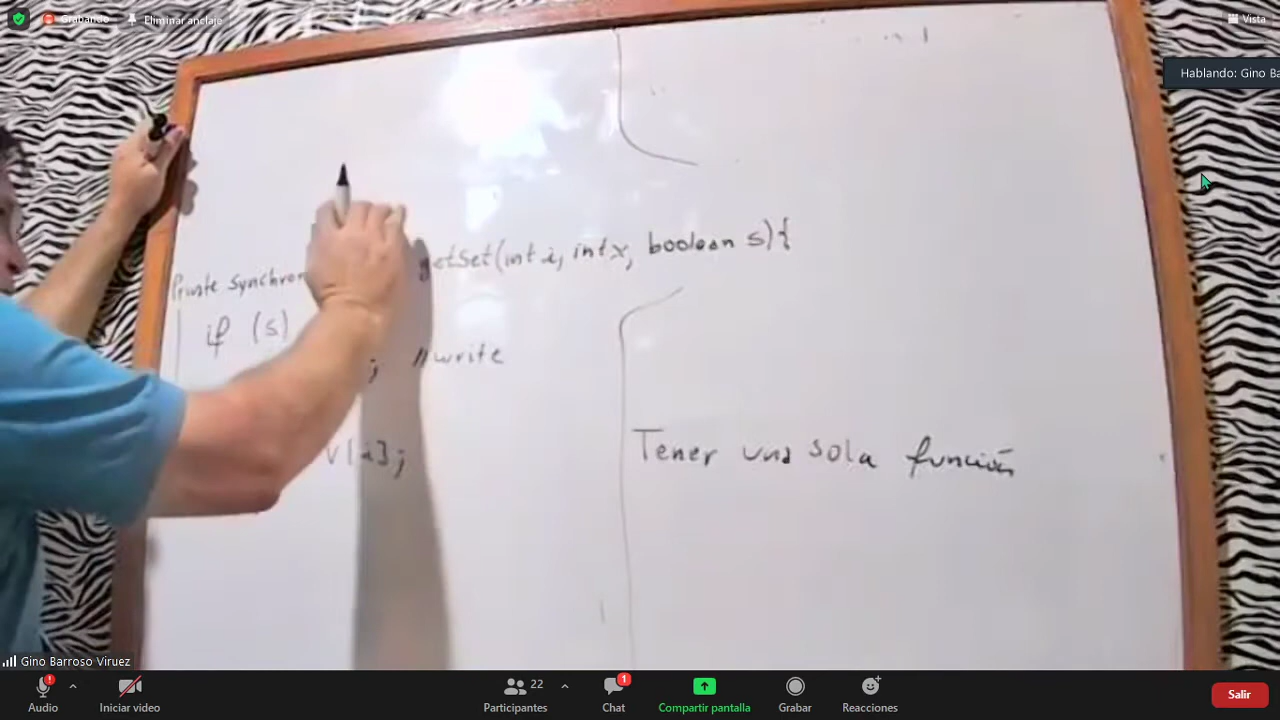 Grabando
Eliminar anclaje
Vista
Hablando: Gino Ba
getSet(int i, int x, boolean s){
Private synchron
if (s)
; //write
v[i];
Tener una sola función
Gino Barroso Viruez
Audio
Iniciar video
22
Participantes
1
Chat
Compartir pantalla
Grabar
Reacciones
Salir